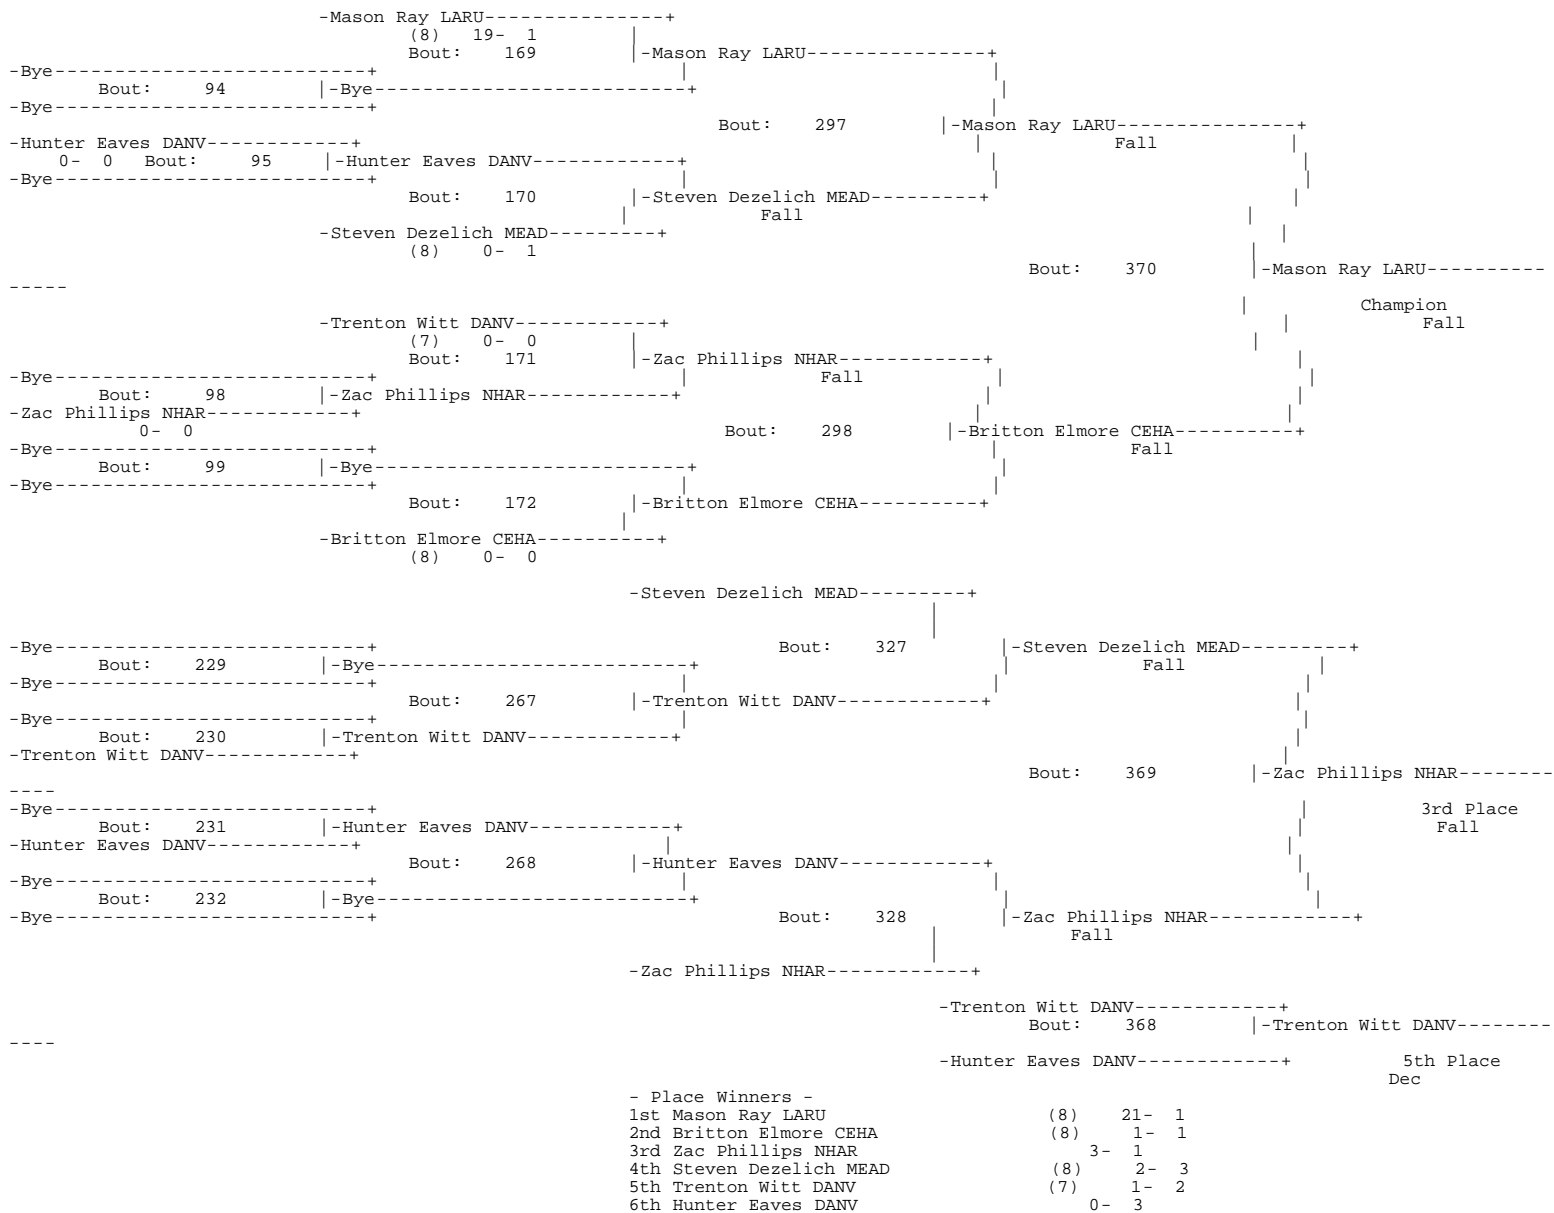 -Mason Ray LARU---------------+
(8)   19-  1               |
Bout:     169          |-Mason Ray LARU---------------+
-Bye--------------------------+                          |                          |
Bout:     94          |-Bye--------------------------+                          |
-Bye--------------------------+                                                    |
Bout:     297          |-Mason Ray LARU---------------+
-Hunter Eaves DANV------------+                                                   |           Fall               |
0-  0   Bout:      95      |-Hunter Eaves DANV------------+                          |                          |
-Bye--------------------------+                          |                          |                          |
Bout:     170          |-Steven Dezelich MEAD---------+                          |
|              Fall                                     |
-Steven Dezelich MEAD---------+                                                     |
(8)     0-  1                                                     |
Bout:     370          |-Mason Ray LARU----------
-----
|            Champion
-Trenton Witt DANV------------+                                                     |               Fall
(7)     0-  0          |                                                    |
Bout:     171          |-Zac Phillips NHAR------------+                          |
-Bye--------------------------+                          |              Fall            |                          |
Bout:     98          |-Zac Phillips NHAR------------+                          |                          |
-Zac Phillips NHAR------------+                                                   |                          |
0-  0                                            Bout:     298          |-Britton Elmore CEHA----------+
-Bye--------------------------+                                                    |            Fall
Bout:     99          |-Bye--------------------------+                          |
-Bye--------------------------+                          |                          |
Bout:     172          |-Britton Elmore CEHA----------+
|
-Britton Elmore CEHA----------+
(8)     0-  0
-Steven Dezelich MEAD---------+
|
|
-Bye--------------------------+                                  Bout:     327          |-Steven Dezelich MEAD---------+
Bout:     229          |-Bye--------------------------+                          |            Fall            |
-Bye--------------------------+                          |                          |                          |
Bout:     267          |-Trenton Witt DANV------------+                          |
-Bye--------------------------+                          |                                                    |
Bout:     230          |-Trenton Witt DANV------------+                                                    |
-Trenton Witt DANV------------+                                                                             |
Bout:     369          |-Zac Phillips NHAR--------
----
-Bye--------------------------+                                                                             |          3rd Place
Bout:     231          |-Hunter Eaves DANV------------+                                                    |            Fall
-Hunter Eaves DANV------------+                          |                                                    |
Bout:     268          |-Hunter Eaves DANV------------+                          |
-Bye--------------------------+                          |                          |                          |
Bout:     232          |-Bye--------------------------+                          |                          |
-Bye--------------------------+                                  Bout:     328          |-Zac Phillips NHAR------------+
|            Fall
|
-Zac Phillips NHAR------------+
-Trenton Witt DANV------------+
Bout:     368          |-Trenton Witt DANV--------
----
-Hunter Eaves DANV------------+          5th Place
Dec
- Place Winners -
1st Mason Ray LARU                    (8)    21-  1
2nd Britton Elmore CEHA               (8)     1-  1
3rd Zac Phillips NHAR                      3-  1
4th Steven Dezelich MEAD              (8)     2-  3
5th Trenton Witt DANV                 (7)     1-  2
6th Hunter Eaves DANV                      0-  3